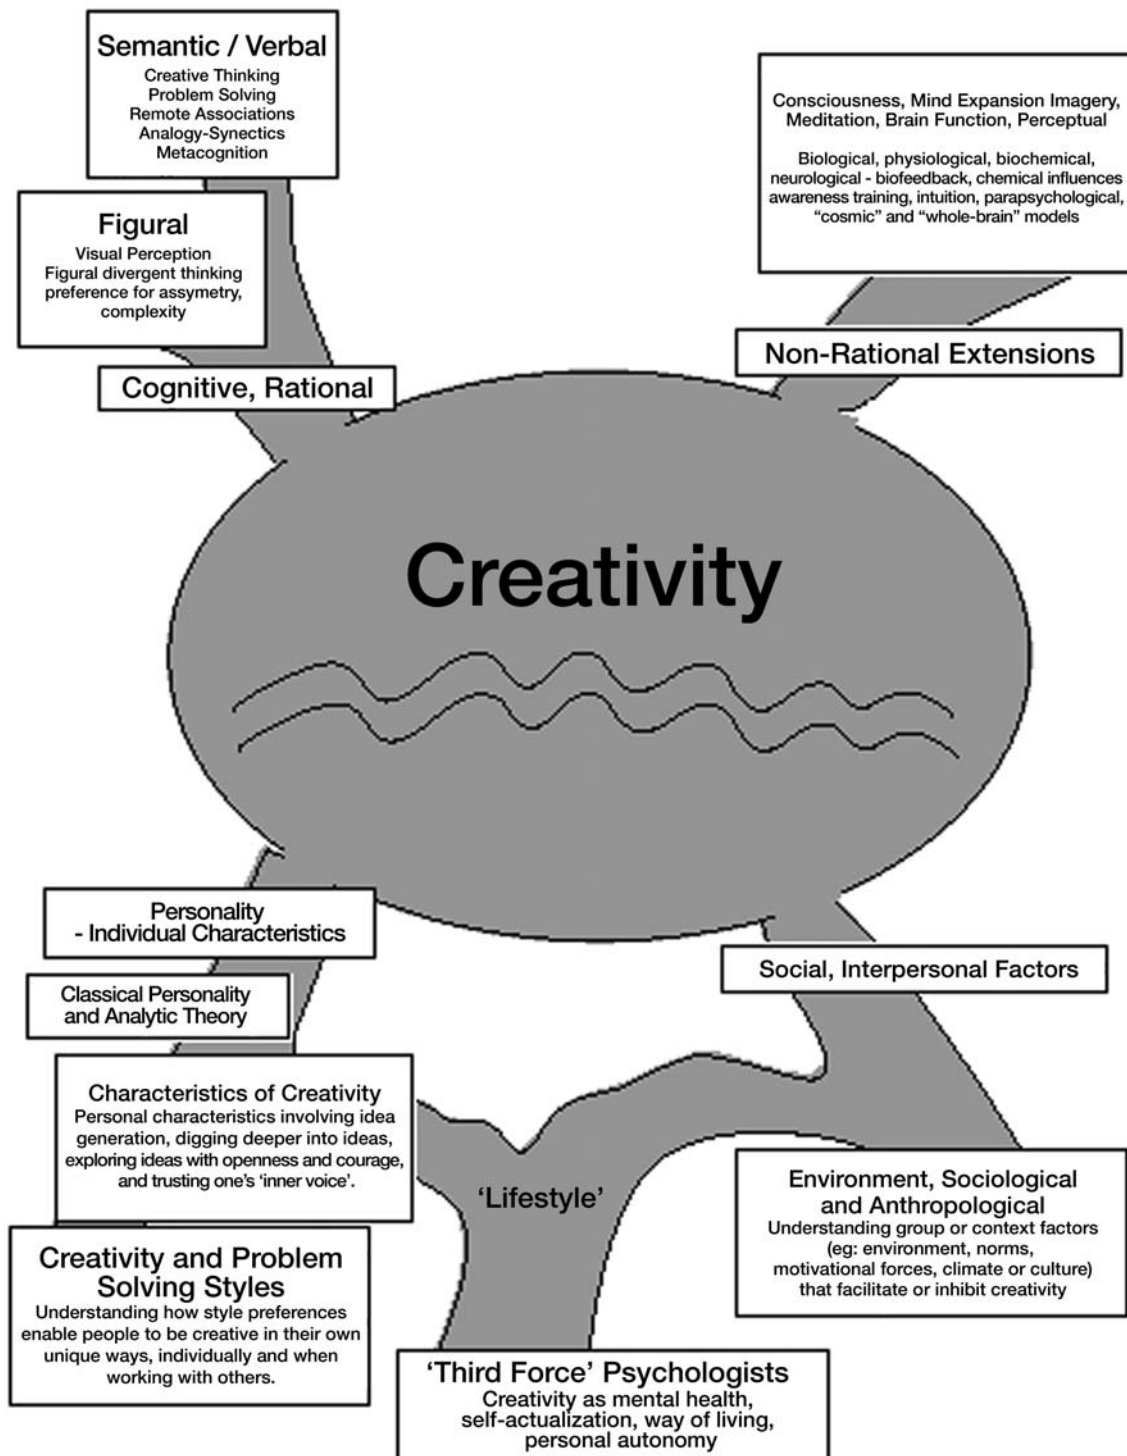 Semantic / Verbal
Creative Thinking
Problem Solving
Remote Associations
Analogy-Synectics
Metacognition
Figural
Visual Perception
Figural divergent thinking
preference for assymetry,
complexity
Cognitive, Rational
Consciousness, Mind Expansion Imagery,
Meditation, Brain Function, Perceptual
Biological, physiological, biochemical,
neurological - biofeedback, chemical influences
awareness training, intuition, parapsychological,
“cosmic” and “whole-brain” models
Non-Rational Extensions
Creativity
Personality
- Individual Characteristics
Classical Personality
and Analytic Theory
Characteristics of Creativity
Personal characteristics involving idea
generation, digging deeper into ideas,
exploring ideas with openness and courage,
and trusting one’s ‘inner voice’.
Creativity and Problem
Solving Styles
Understanding how style preferences
enable people to be creative in their own
unique ways, individually and when
working with others.
Social, Interpersonal Factors
‘Lifestyle’
Environment, Sociological
and Anthropological
Understanding group or context factors
(eg: environment, norms,
motivational forces, climate or culture)
that facilitate or inhibit creativity
‘Third Force’ Psychologists
Creativity as mental health,
self-actualization, way of living,
personal autonomy